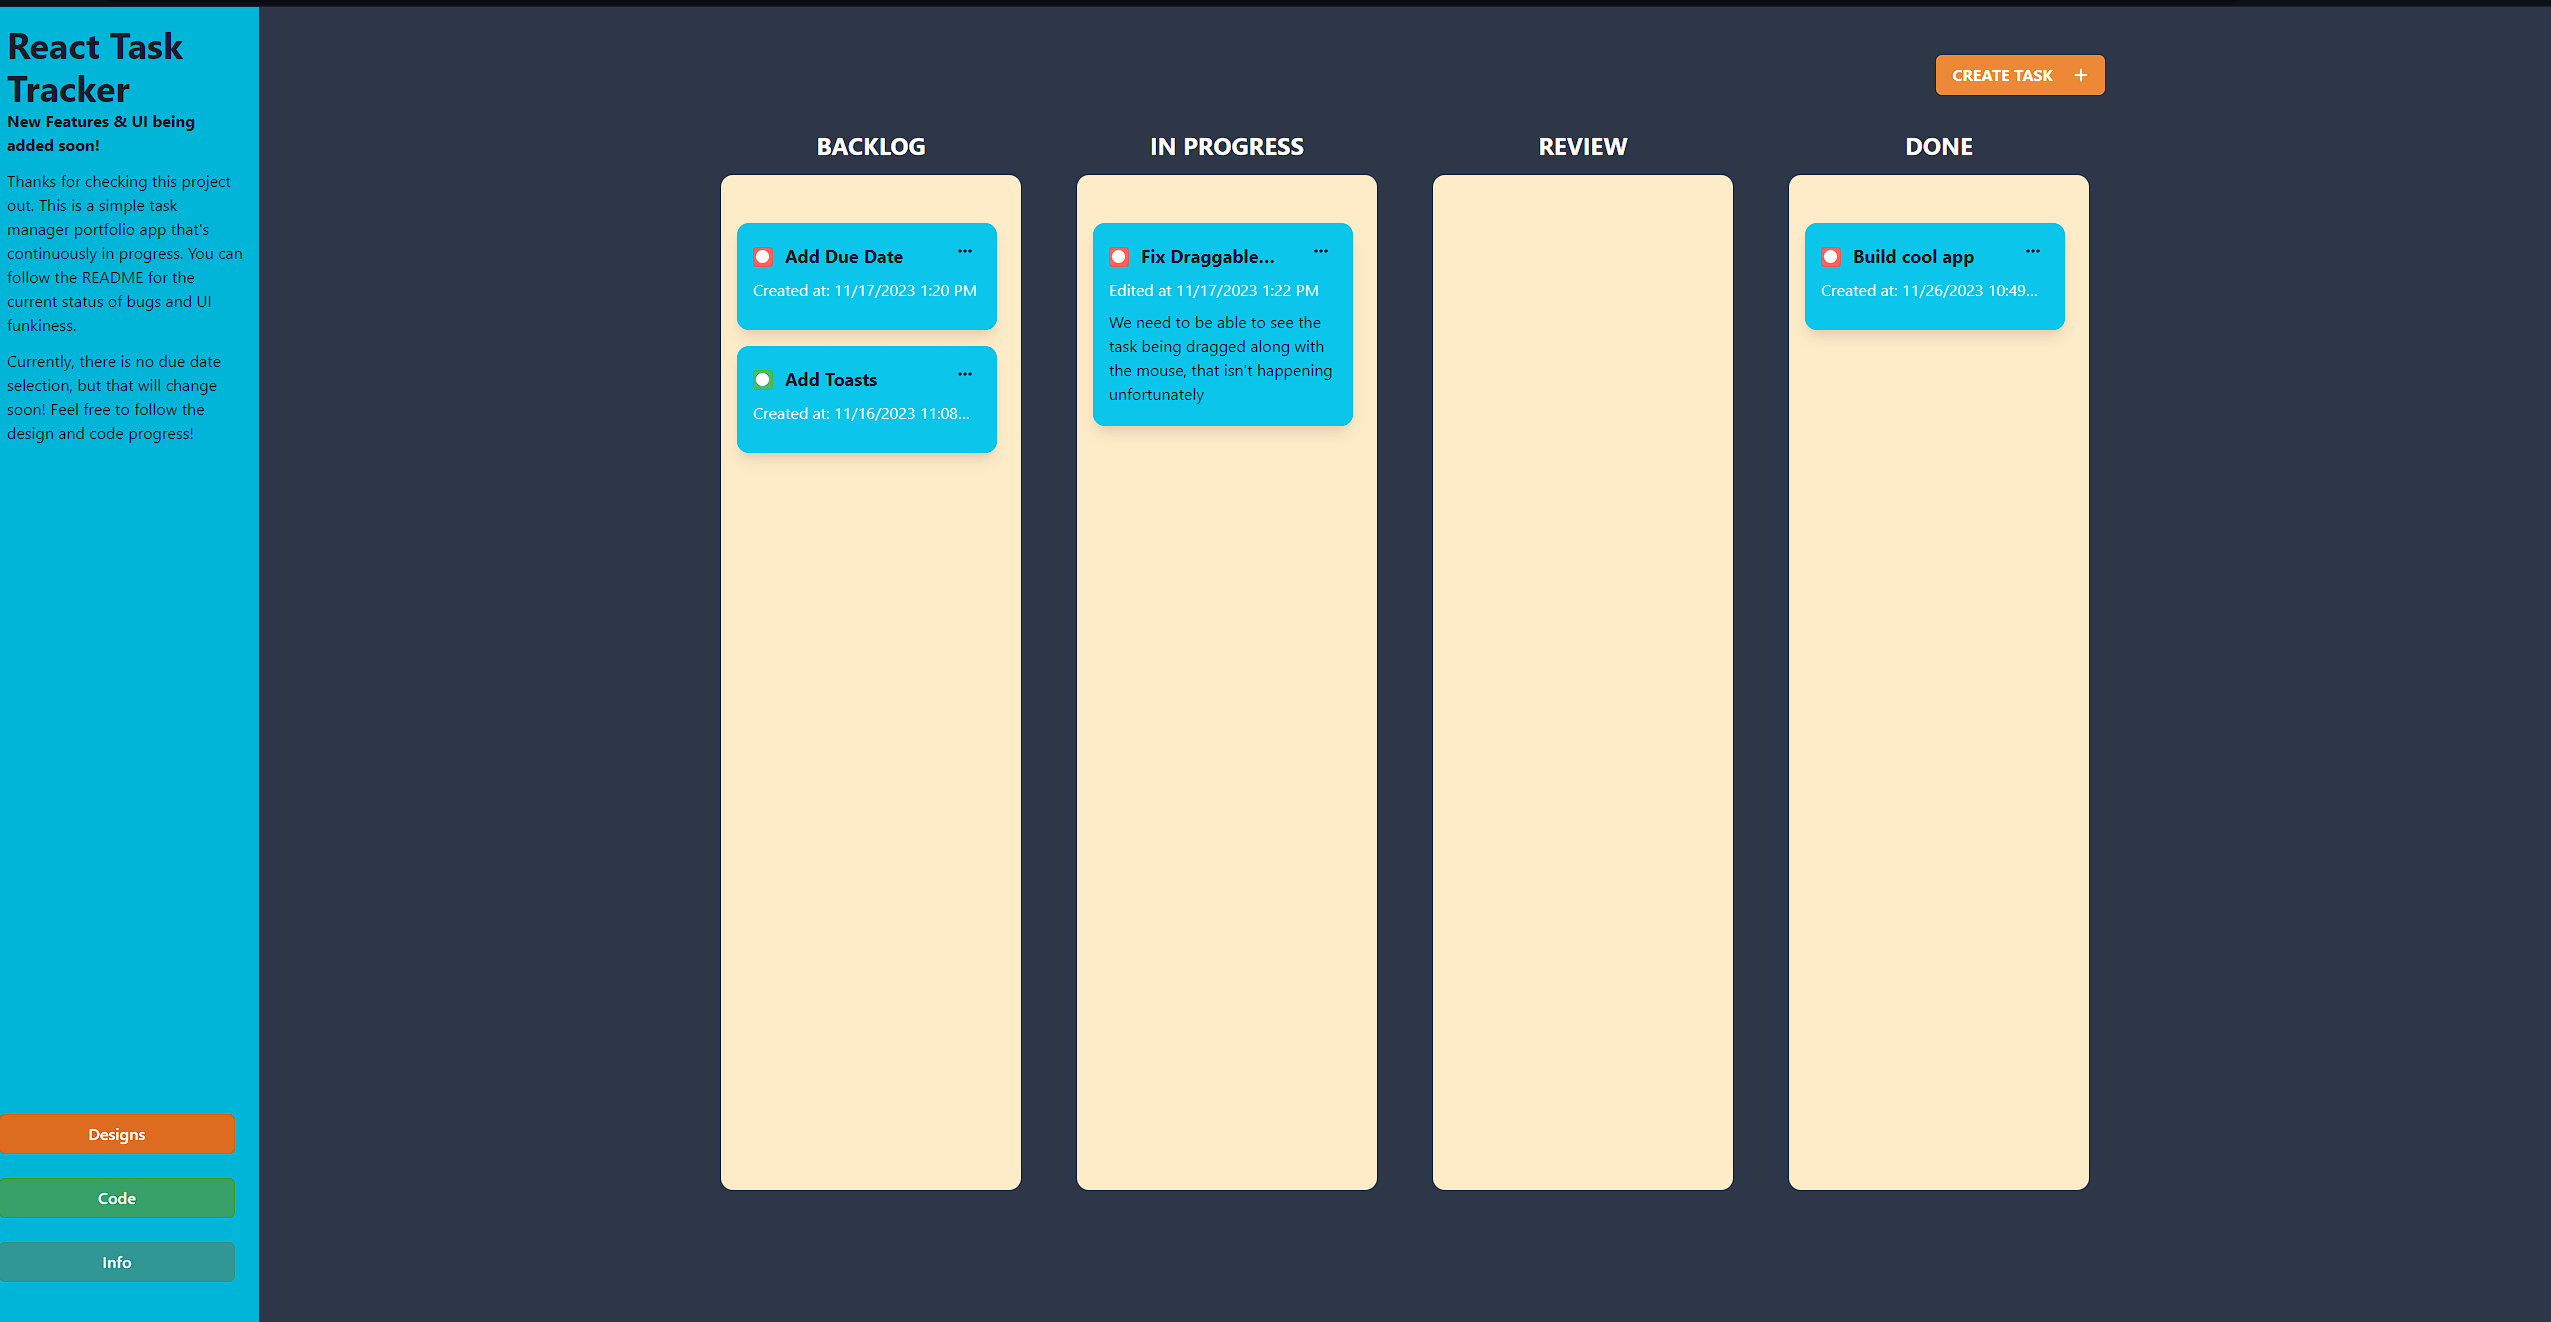 React Task
Tracker
New Features & UI being
added soon!
Thanks for checking this project
out. This is a simple task
manager portfolio app that's
continuously in progress. You can
follow the README for the
current status of bugs and UI
funkiness.
Currently, there is no due date
selection, but that will change
soon! Feel free to follow the
design and code progress!
Designs
Code
Info
CREATE TASK +
BACKLOG
Add Due Date ...
Created at: 11/17/2023 1:20 PM
Add Toasts ...
Created at: 11/16/2023 11:08...
IN PROGRESS
Fix Draggable... ...
Edited at 11/17/2023 1:22 PM
We need to be able to see the
task being dragged along with
the mouse, that isn't happening
unfortunately
REVIEW
DONE
Build cool app ...
Created at: 11/26/2023 10:49...